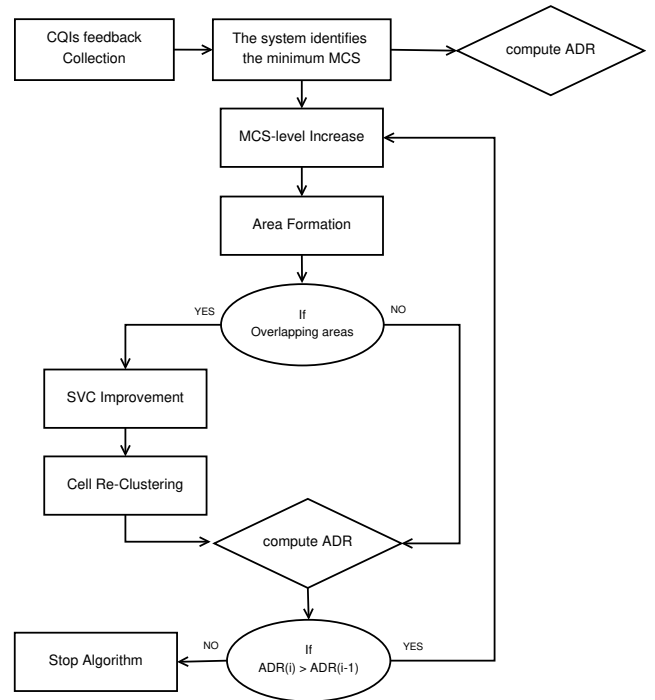 CQIs feedback
Collection
The system identifies
the minimum MCS
compute ADR
MCS-level Increase
Area Formation
YES
If
Overlapping areas
NO
SVC Improvement
Cell Re-Clustering
compute ADR
Stop Algorithm
NO
If
ADR(i) > ADR(i-1)
YES